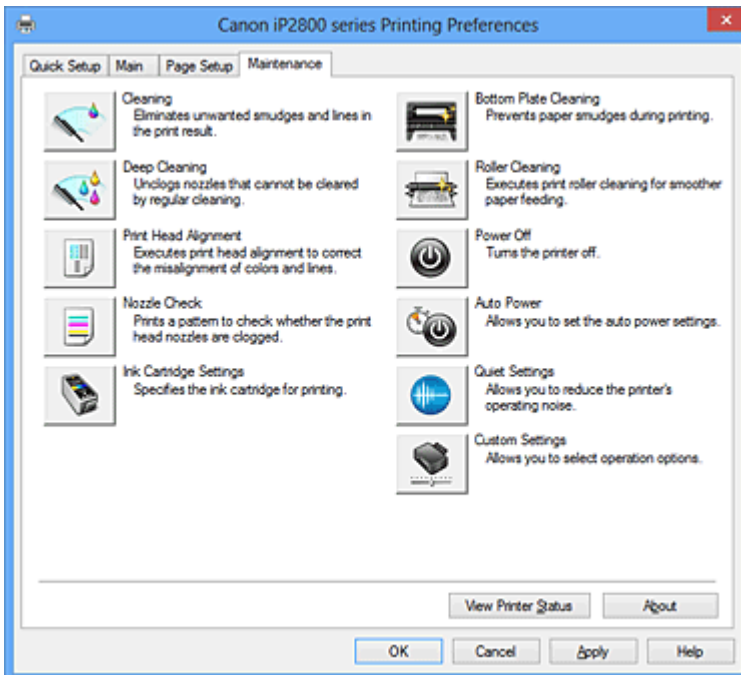 Canon iP2800 series Printing Preferences
Quick Setup Main Page Setup Maintenance
Cleaning
Eliminates unwanted smudges and lines in
the print result.
Deep Cleaning
Unclogs nozzles that cannot be cleared
by regular cleaning.
Print Head Alignment
Executes print head alignment to correct
the misalignment of colors and lines.
Nozzle Check
Prints a pattern to check whether the print
head nozzles are clogged.
Ink Cartridge Settings
Specifies the ink cartridge for printing.
Bottom Plate Cleaning
Prevents paper smudges during printing.
Roller Cleaning
Executes print roller cleaning for smoother
paper feeding.
Power Off
Turns the printer off.
Auto Power
Allows you to set the auto power settings.
Quiet Settings
Allows you to reduce the printer's
operating noise.
Custom Settings
Allows you to select operation options.
View Printer Status About
OK Cancel Apply Help